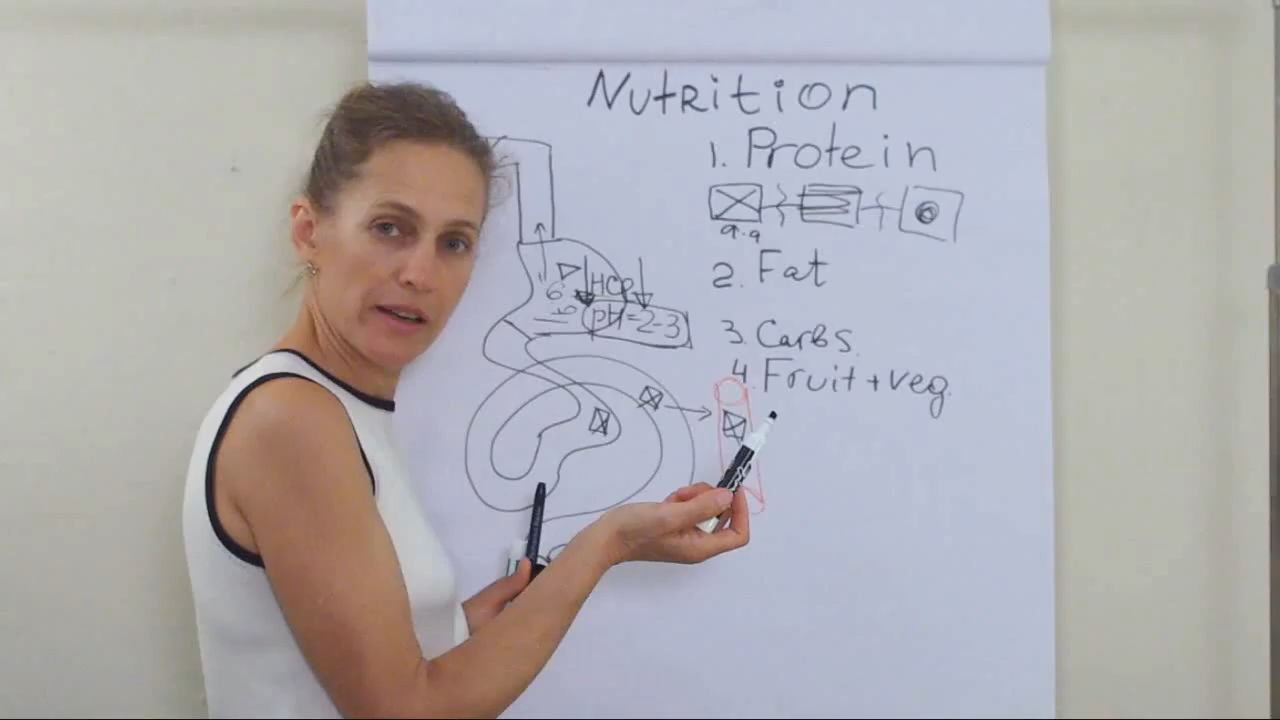 Nutrition
1. Protein
a.a
2. Fat
HCl
pH=2-3
3. Carbs
4. Fruit+veg.